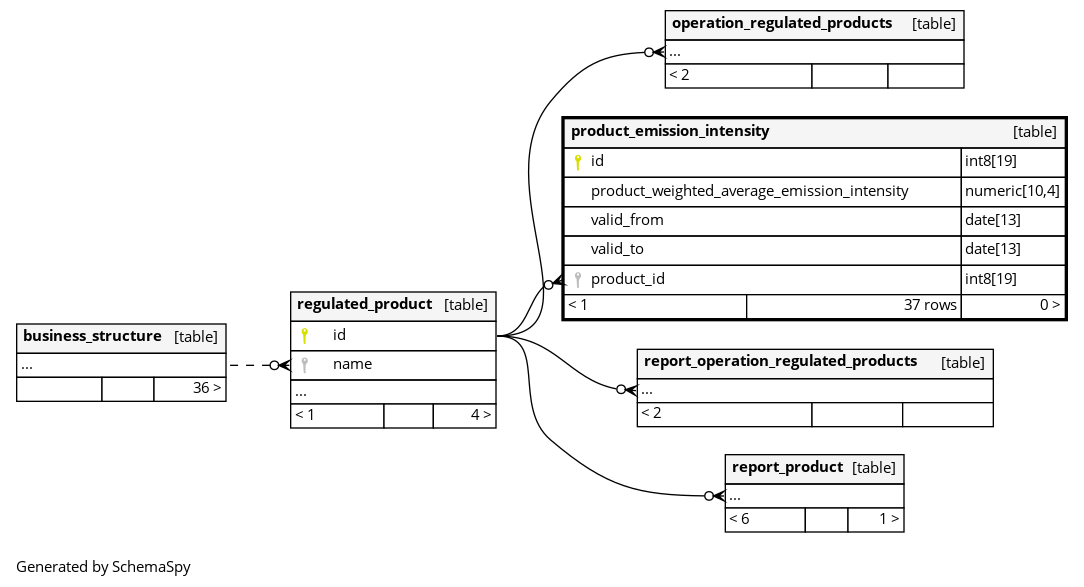 operation_regulated_products [table]
...
< 2
product_emission_intensity [table]
id int8[19]
product_weighted_average_emission_intensity numeric[10,4]
valid_from date[13]
valid_to date[13]
product_id int8[19]
< 1 37 rows 0 >
regulated_product [table]
id
name
...
< 1 4 >
business_structure [table]
...
36 >
report_operation_regulated_products [table]
...
< 2
report_product [table]
...
< 6 1 >
Generated by SchemaSpy